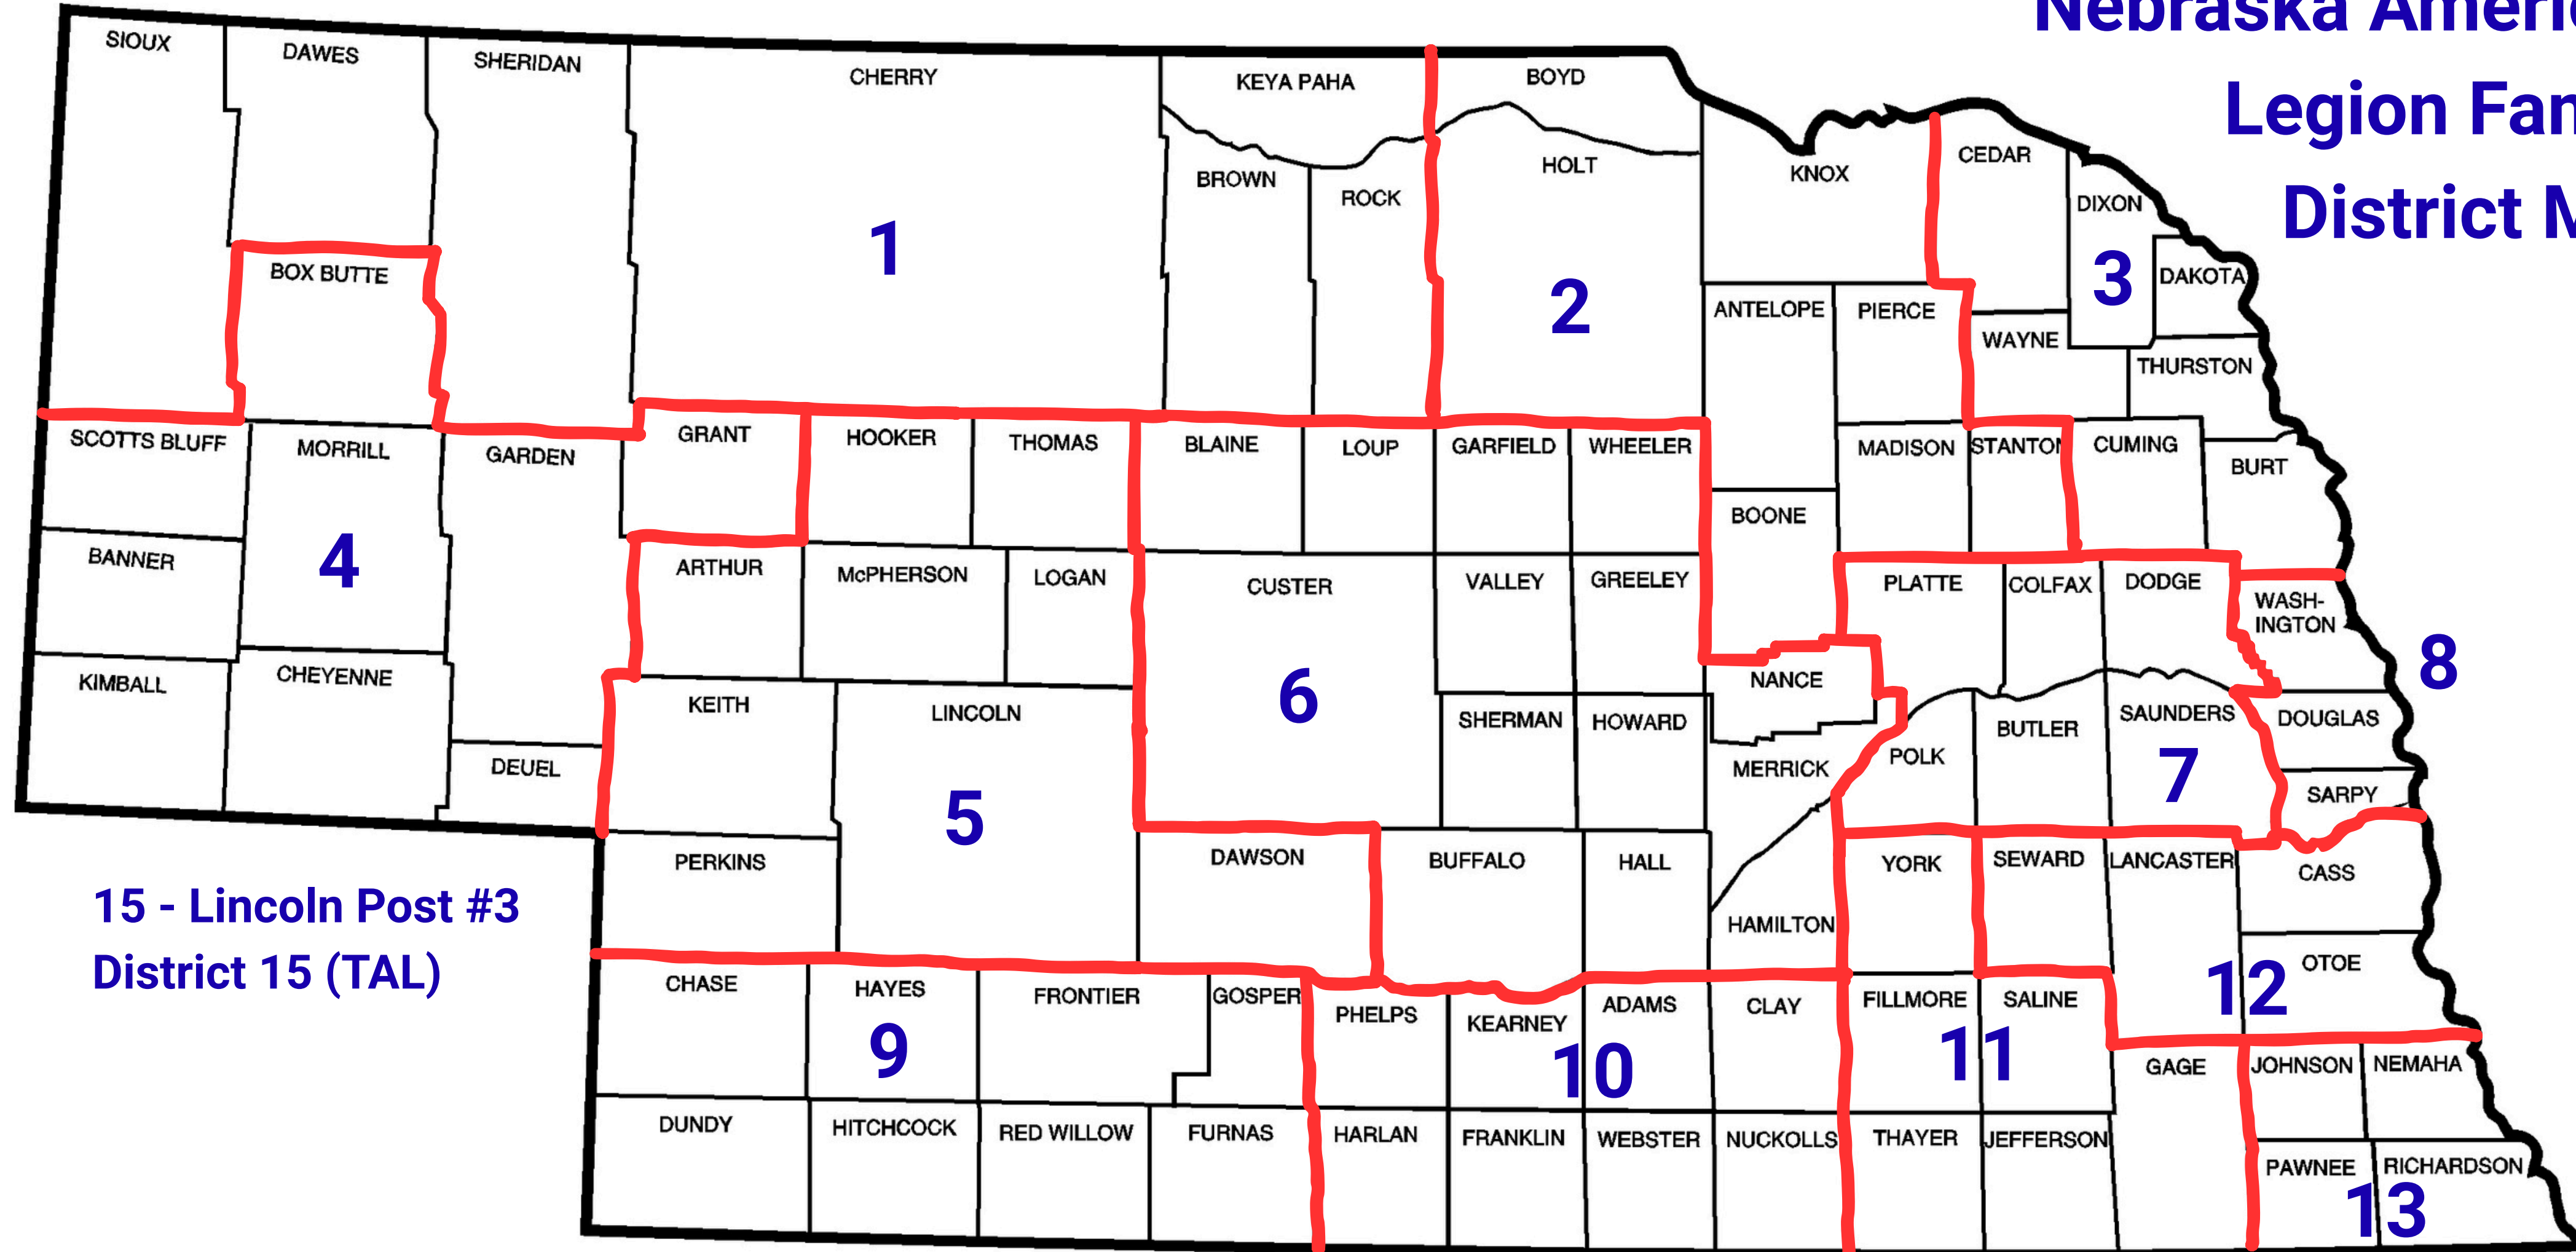 Nebraska Ameri
Legion Fan
District M
SIOUX
DAWES
SHERIDAN
CHERRY
KEYA PAHA
BOYD
BROWN
ROCK
HOLT
KNOX
CEDAR
DIXON
DAKOTA
1
2
3
BOX BUTTE
ANTELOPE
PIERCE
WAYNE
THURSTON
SCOTTS BLUFF
MORRILL
GARDEN
GRANT
HOOKER
THOMAS
BLAINE
LOUP
GARFIELD
WHEELER
MADISON
STANTON
CUMING
BURT
BOONE
BANNER
4
ARTHUR
McPHERSON
LOGAN
CUSTER
VALLEY
GREELEY
PLATTE
COLFAX
DODGE
WASH-
INGTON
8
KIMBALL
CHEYENNE
KEITH
LINCOLN
6
SHERMAN
HOWARD
NANCE
MERRICK
POLK
BUTLER
SAUNDERS
DOUGLAS
7
SARPY
DEUEL
5
PERKINS
DAWSON
BUFFALO
HALL
HAMILTON
YORK
SEWARD
LANCASTER
CASS
15 - Lincoln Post #3
District 15 (TAL)
CHASE
HAYES
FRONTIER
GOSPER
PHELPS
KEARNEY
ADAMS
CLAY
FILLMORE
SALINE
12
OTOE
9
10
11
GAGE
JOHNSON
NEMAHA
DUNDY
HITCHCOCK
RED WILLOW
FURNAS
HARLAN
FRANKLIN
WEBSTER
NUCKOLLS
THAYER
JEFFERSON
PAWNEE
RICHARDSON
13